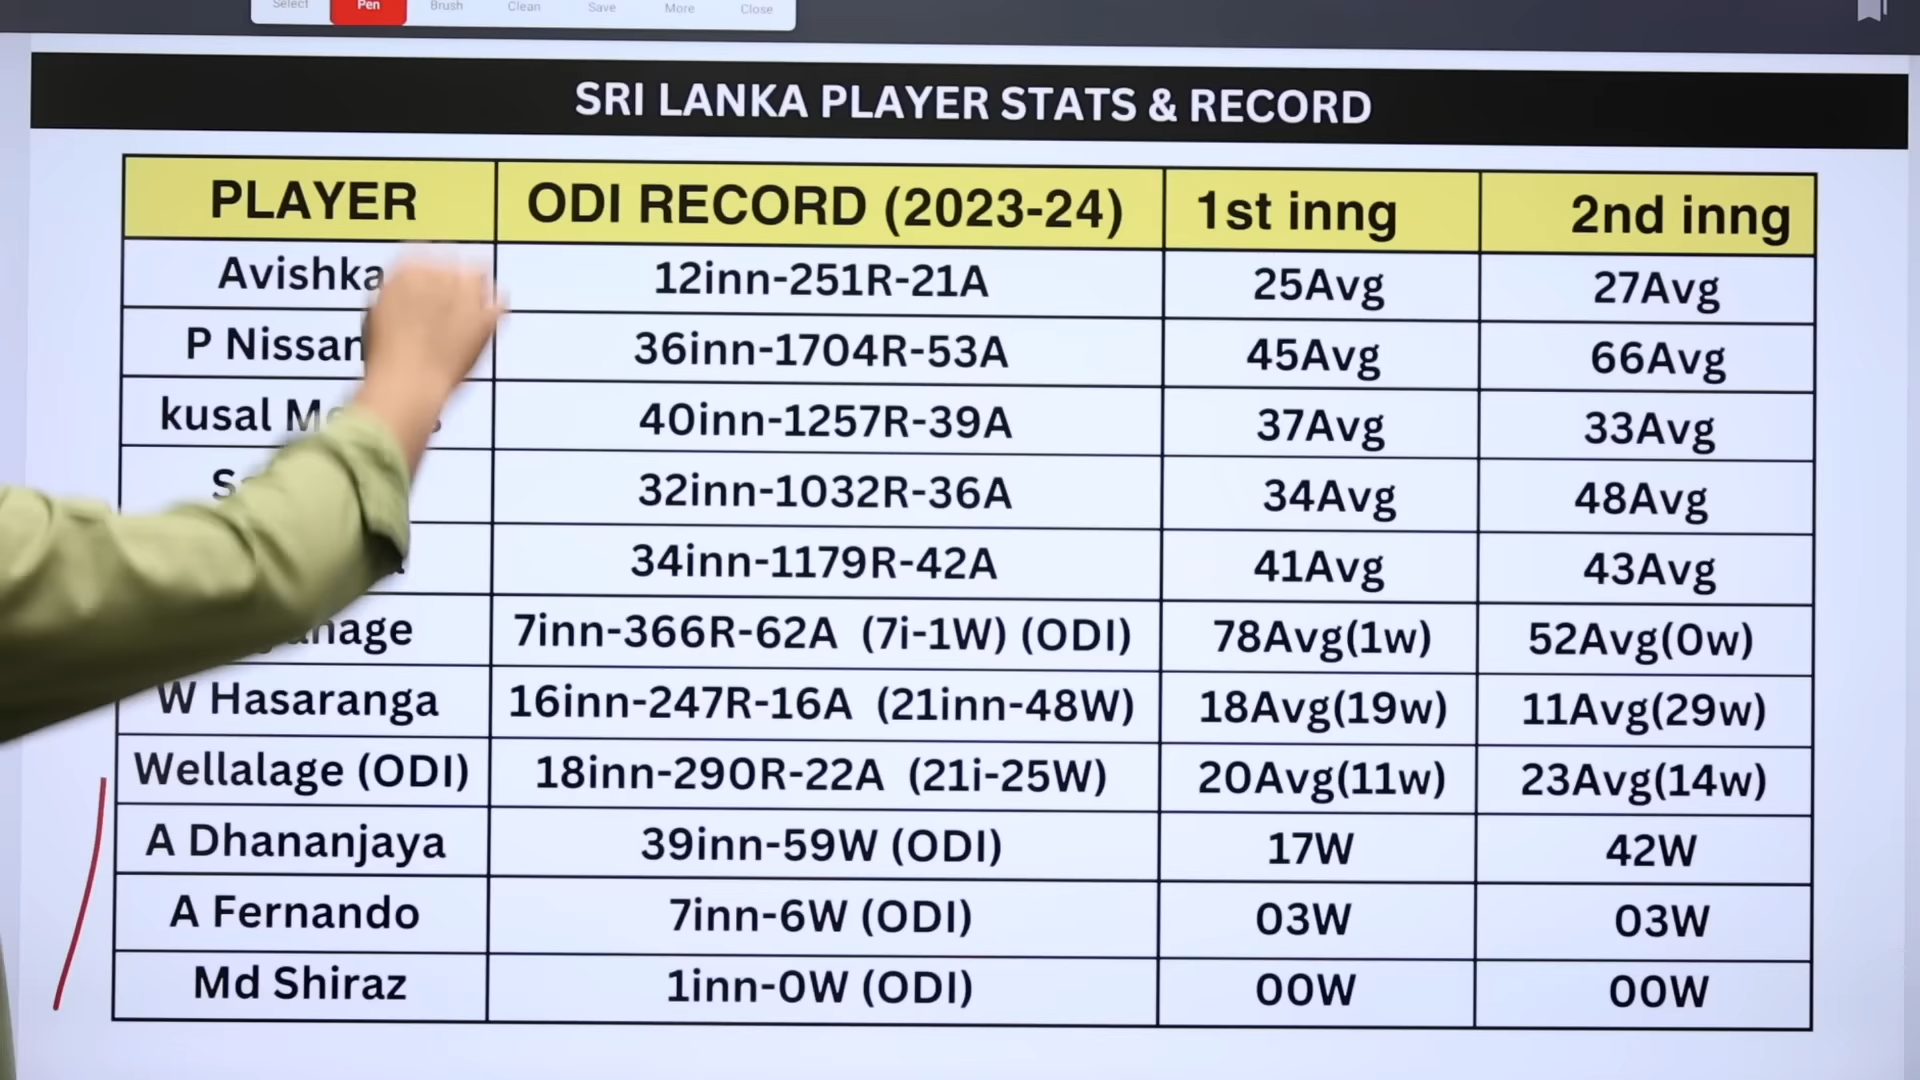 Select Pen Brush Clean Save More Close
SRI LANKA PLAYER STATS & RECORD
PLAYER ODI RECORD (2023-24) 1st inng 2nd inng
Avishka 12inn-251R-21A 25Avg 27Avg
P Nissan 36inn-1704R-53A 45Avg 66Avg
kusal 40inn-1257R-39A 37Avg 33Avg
32inn-1032R-36A 34Avg 48Avg
34inn-1179R-42A 41Avg 43Avg
nage 7inn-366R-62A (7i-1W) (ODI) 78Avg(1w) 52Avg(0w)
W Hasaranga 16inn-247R-16A (21inn-48W) 18Avg(19w) 11Avg(29w)
Wellalage (ODI) 18inn-290R-22A (21i-25W) 20Avg(11w) 23Avg(14w)
A Dhananjaya 39inn-59W (ODI) 17W 42W
A Fernando 7inn-6W (ODI) 03W 03W
Md Shiraz 1inn-0W (ODI) 00W 00W